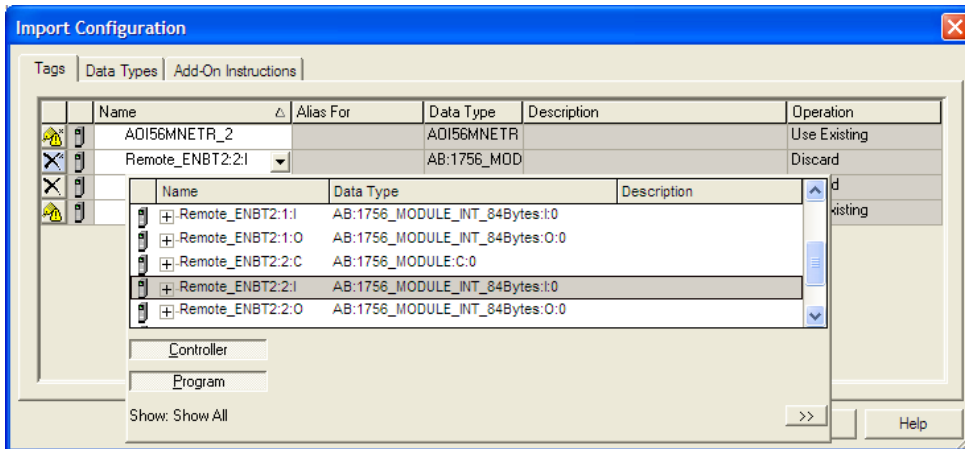 Import Configuration
Tags Data Types Add-On Instructions
Name Alias For Data Type Description Operation
AOI56MNETR_2 AOI56MNETR Use Existing
Remote_ENBT2:2:I AB:1756_MOD Discard
Name Data Type Description d
Remote_ENBT2:1:I AB:1756_MODULE_INT_84Bytes:I:0 xisting
Remote_ENBT2:1:O AB:1756_MODULE_INT_84Bytes:O:0
Remote_ENBT2:2:C AB:1756_MODULE:C:0
Remote_ENBT2:2:I AB:1756_MODULE_INT_84Bytes:I:0
Remote_ENBT2:2:O AB:1756_MODULE_INT_84Bytes:O:0
Controller
Program
Show: Show All >>
Help